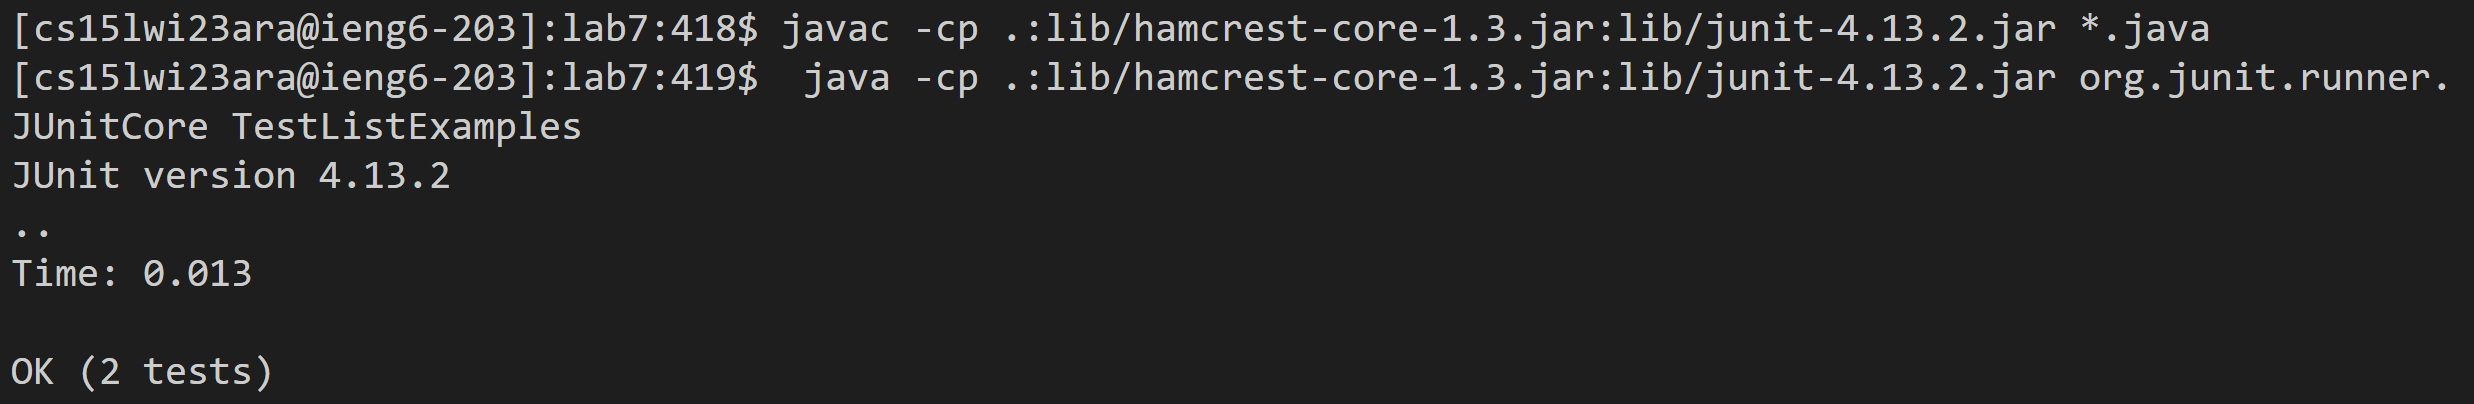 [cs15lwi23ara@ieng6-203]:lab7:418$ javac -cp .:lib/hamcrest-core-1.3.jar:lib/junit-4.13.2.jar *.java
[cs15lwi23ara@ieng6-203]:lab7:419$  java -cp .:lib/hamcrest-core-1.3.jar:lib/junit-4.13.2.jar org.junit.runner.
JUnitCore TestListExamples
JUnit version 4.13.2
..
Time: 0.013
OK (2 tests)